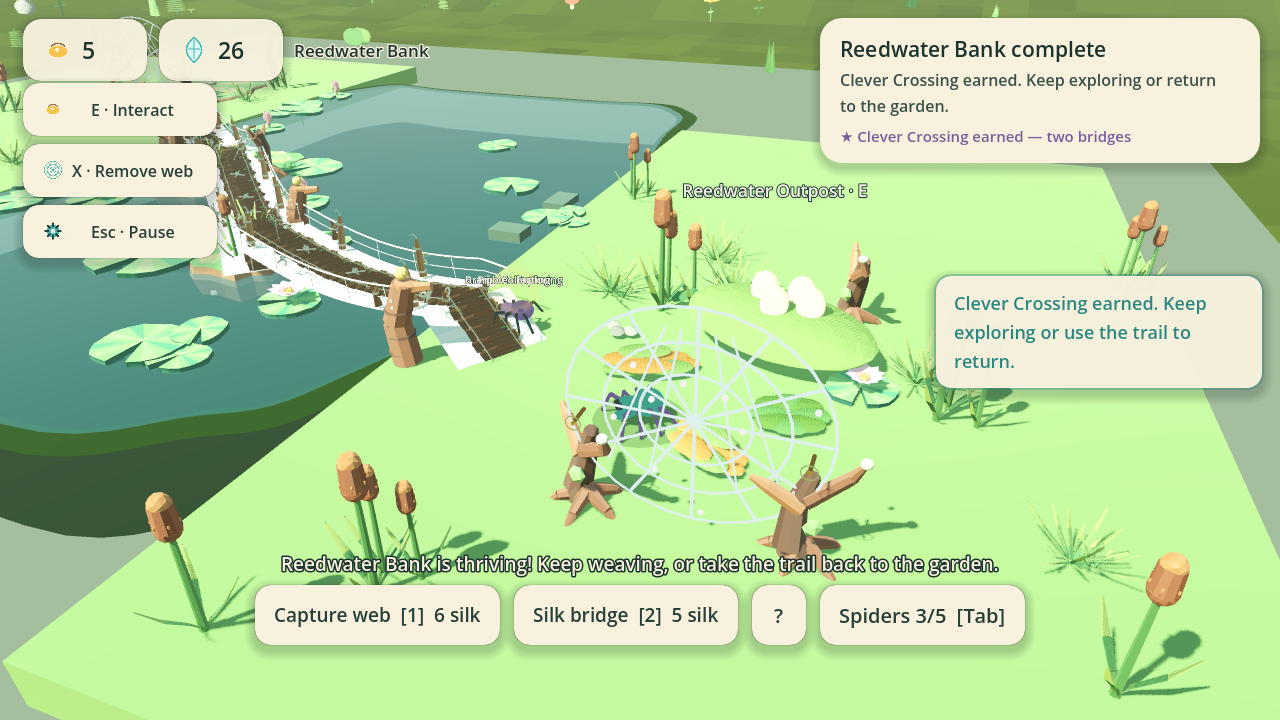 5
26
Reedwater Bank
E · Interact
X · Remove web
Esc · Pause
Reedwater Bank complete
Clever Crossing earned. Keep exploring or return
to the garden.
★ Clever Crossing earned — two bridges
Reedwater Outpost · E
Clever Crossing earned. Keep
exploring or use the trail to
return.
Reedwater Bank is thriving! Keep weaving, or take the trail back to the garden.
Capture web [1] 6 silk
Silk bridge [2] 5 silk
?
Spiders 3/5 [Tab]